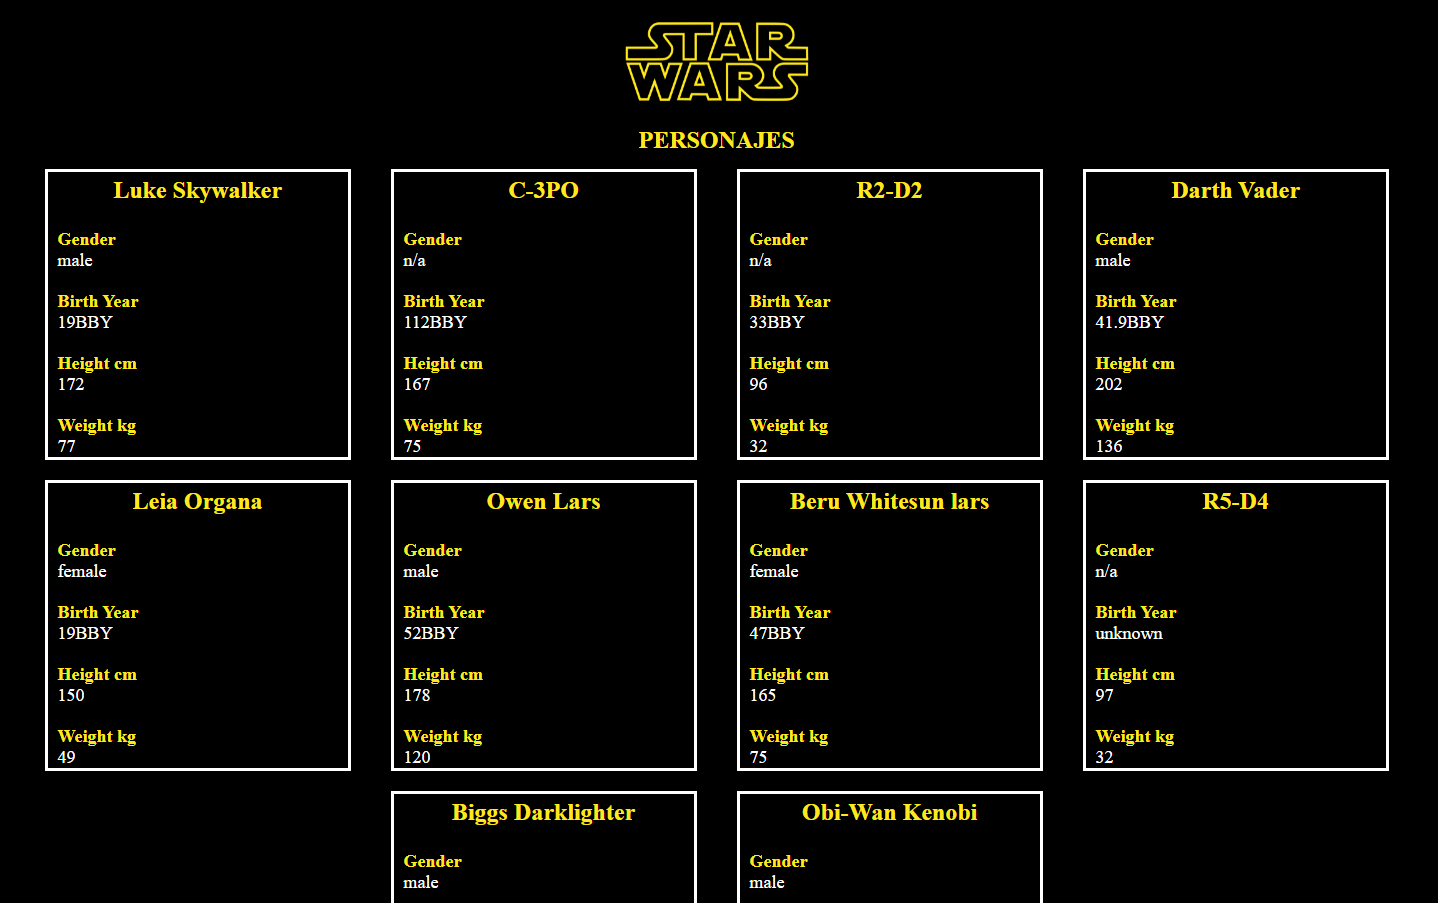 STAR
WARS
PERSONAJES
Luke Skywalker
Gender
male
Birth Year
19BBY
Height cm
172
Weight kg
77
C-3PO
Gender
n/a
Birth Year
112BBY
Height cm
167
Weight kg
75
R2-D2
Gender
n/a
Birth Year
33BBY
Height cm
96
Weight kg
32
Darth Vader
Gender
male
Birth Year
41.9BBY
Height cm
202
Weight kg
136
Leia Organa
Gender
female
Birth Year
19BBY
Height cm
150
Weight kg
49
Owen Lars
Gender
male
Birth Year
52BBY
Height cm
178
Weight kg
120
Beru Whitesun lars
Gender
female
Birth Year
47BBY
Height cm
165
Weight kg
75
R5-D4
Gender
n/a
Birth Year
unknown
Height cm
97
Weight kg
32
Biggs Darklighter
Gender
male
Obi-Wan Kenobi
Gender
male